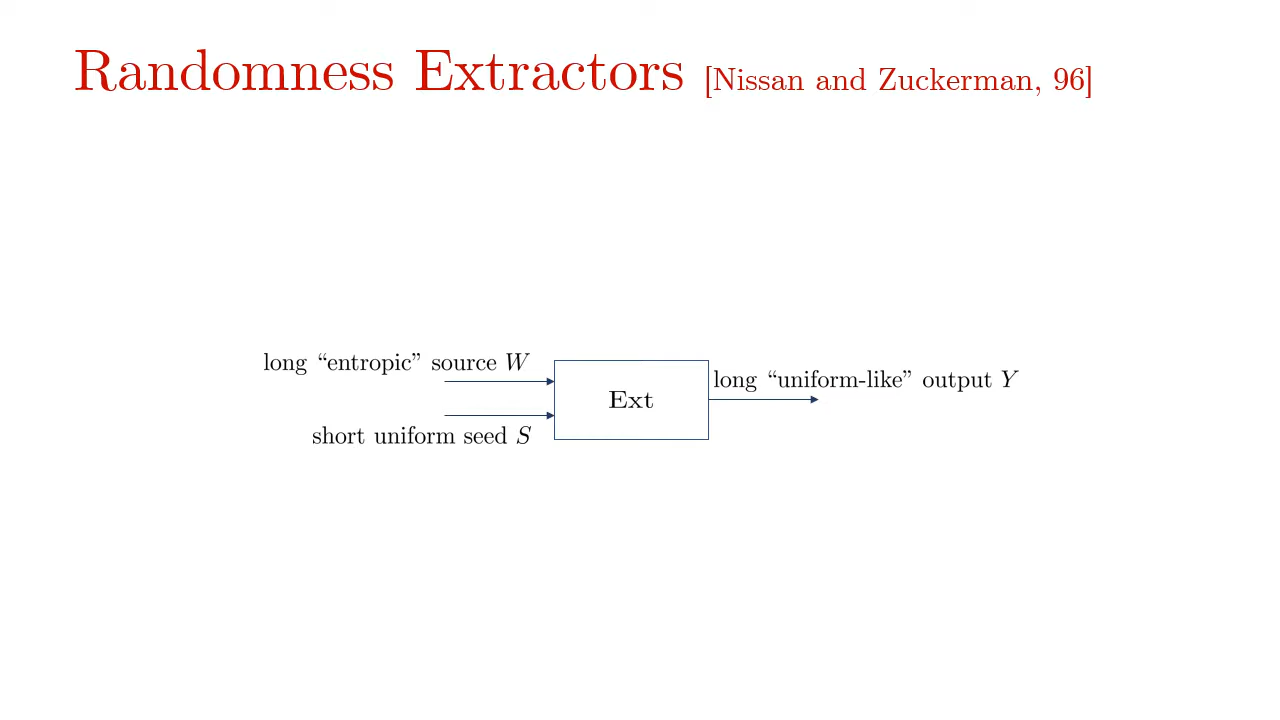 Randomness Extractors [Nissan and Zuckerman, 96]
long “entropic” source W
long “uniform-like” output Y
Ext
short uniform seed S